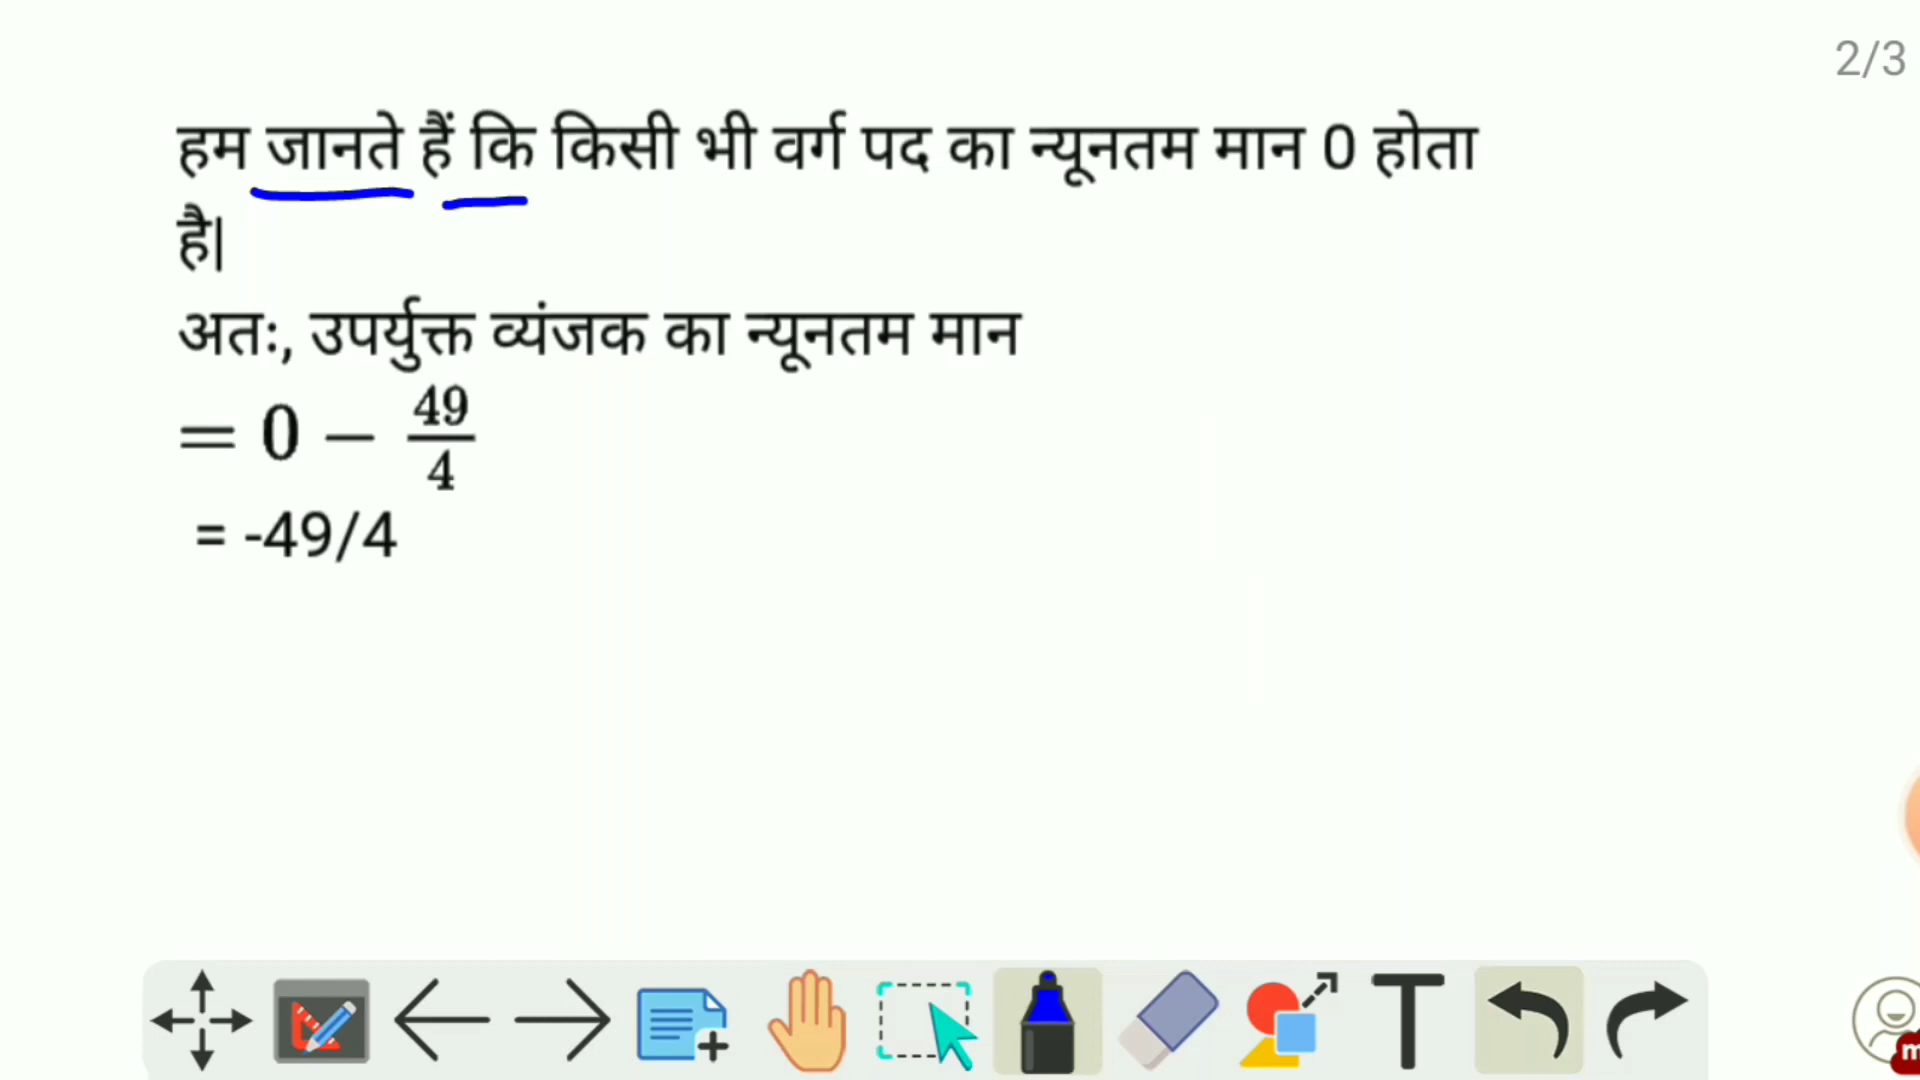 2/3
हम जानते हैं कि किसी भी वर्ग पद का न्यूनतम मान 0 होता
है|
अतः, उपर्युक्त व्यंजक का न्यूनतम मान
= 0 − 49/4
= -49/4
T
m